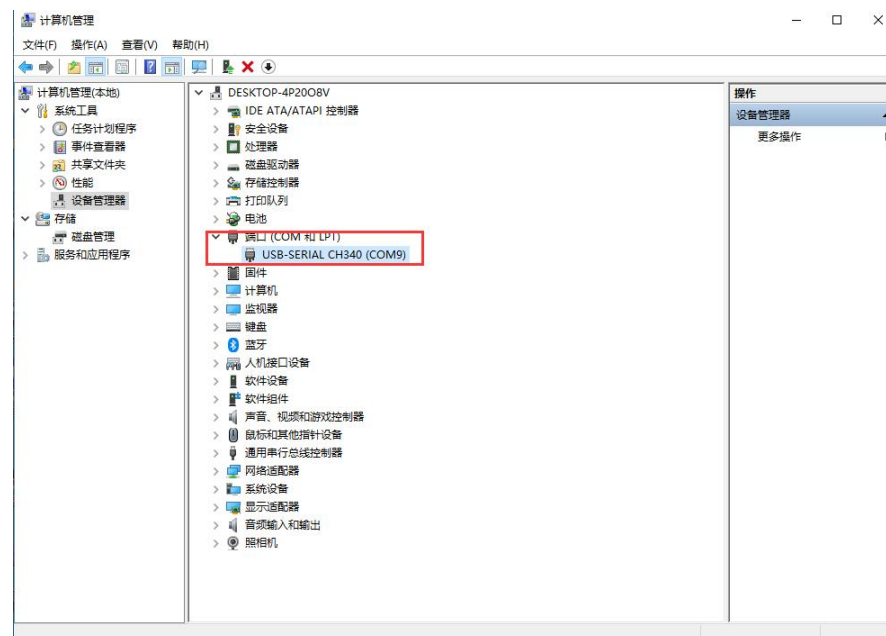 计算机管理
文件(F) 操作(A) 查看(V) 帮助(H)
计算机管理(本地)
系统工具
任务计划程序
事件查看器
共享文件夹
性能
设备管理器
存储
磁盘管理
服务和应用程序
DESKTOP-4P20O8V
IDE ATA/ATAPI 控制器
安全设备
处理器
磁盘驱动器
存储控制器
打印队列
电池
端口 (COM 和 LPT)
USB-SERIAL CH340 (COM9)
固件
计算机
监视器
键盘
蓝牙
人机接口设备
软件设备
软件组件
声音、视频和游戏控制器
鼠标和其他指针设备
通用串行总线控制器
网络适配器
系统设备
显示适配器
音频输入和输出
照相机
操作
设备管理器
更多操作